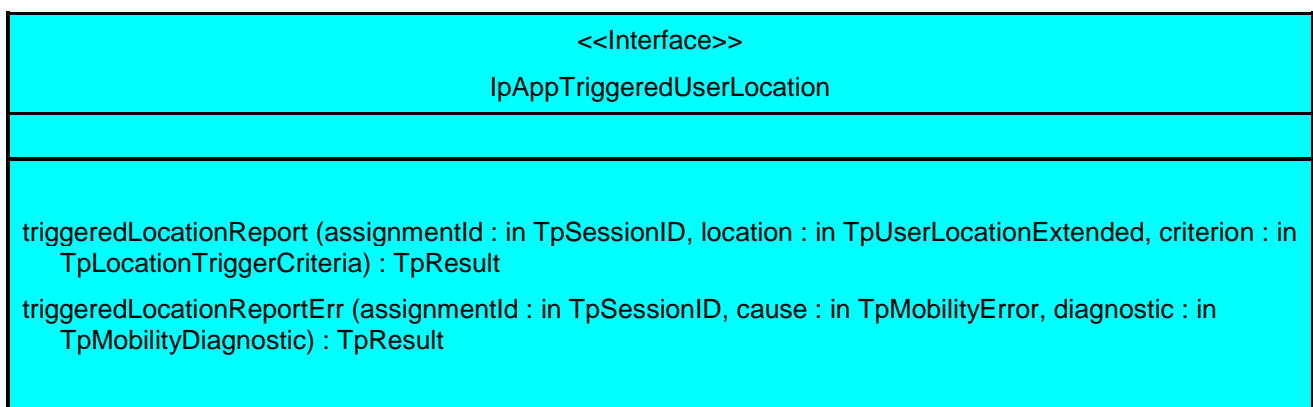 <<Interface>>
IpAppTriggeredUserLocation
triggeredLocationReport (assignmentId : in TpSessionID, location : in TpUserLocationExtended, criterion : in
TpLocationTriggerCriteria) : TpResult
triggeredLocationReportErr (assignmentId : in TpSessionID, cause : in TpMobilityError, diagnostic : in
TpMobilityDiagnostic) : TpResult